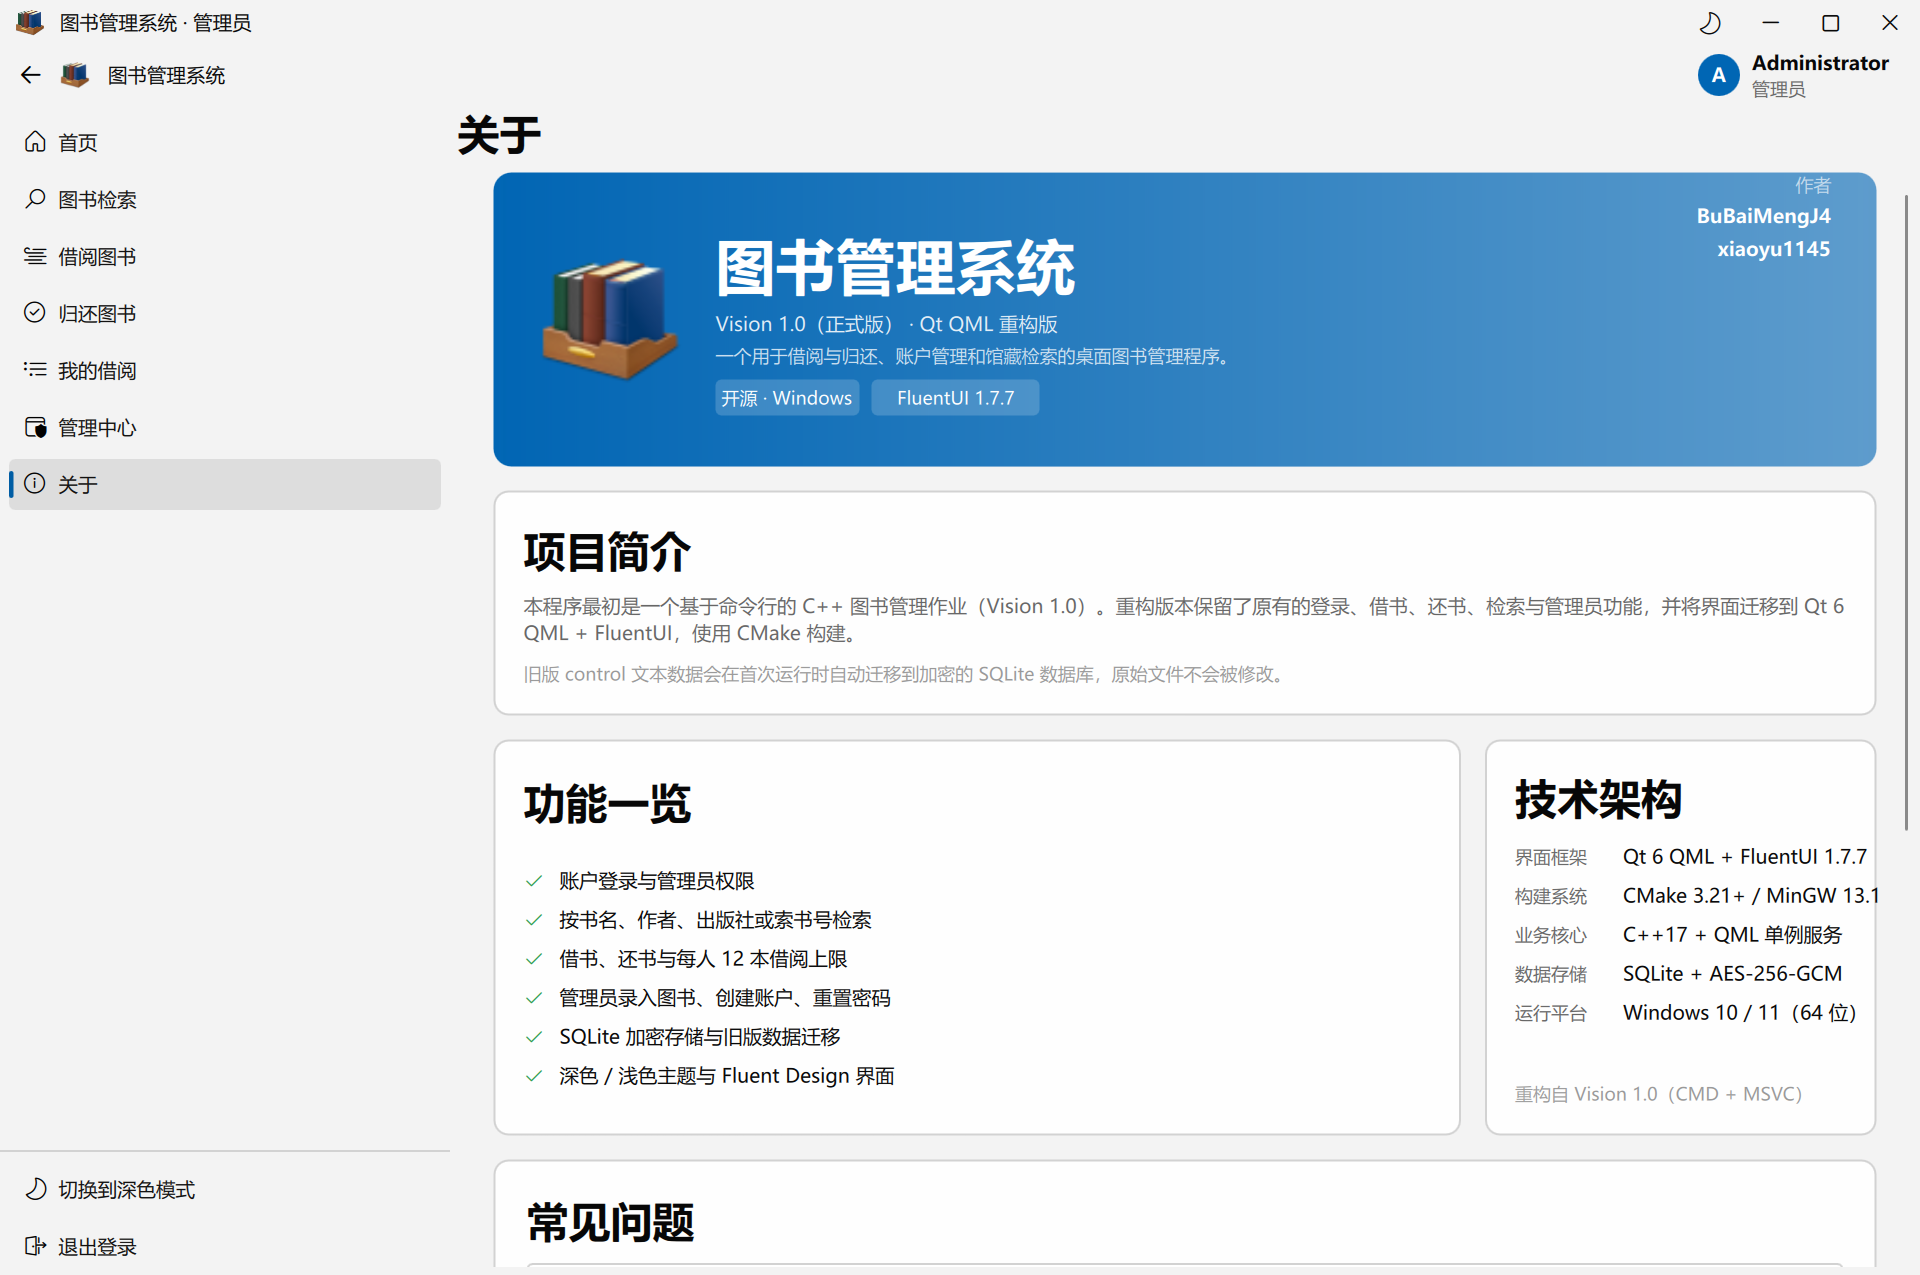 图书管理系统 · 管理员
图书管理系统
A
Administrator
管理员
首页
图书检索
借阅图书
归还图书
我的借阅
管理中心
关于
切换到深色模式
退出登录
关于
作者
BuBaiMengJ4
xiaoyu1145
图书管理系统
Vision 1.0（正式版） · Qt QML 重构版
一个用于借阅与归还、账户管理和馆藏检索的桌面图书管理程序。
开源 · Windows
FluentUI 1.7.7
项目简介
本程序最初是一个基于命令行的 C++ 图书管理作业（Vision 1.0）。重构版本保留了原有的登录、借书、还书、检索与管理员功能，并将界面迁移到 Qt 6
QML + FluentUI，使用 CMake 构建。
旧版 control 文本数据会在首次运行时自动迁移到加密的 SQLite 数据库，原始文件不会被修改。
功能一览
账户登录与管理员权限
按书名、作者、出版社或索书号检索
借书、还书与每人 12 本借阅上限
管理员录入图书、创建账户、重置密码
SQLite 加密存储与旧版数据迁移
深色 / 浅色主题与 Fluent Design 界面
技术架构
界面框架 Qt 6 QML + FluentUI 1.7.7
构建系统 CMake 3.21+ / MinGW 13.1
业务核心 C++17 + QML 单例服务
数据存储 SQLite + AES-256-GCM
运行平台 Windows 10 / 11（64 位）
重构自 Vision 1.0（CMD + MSVC）
常见问题